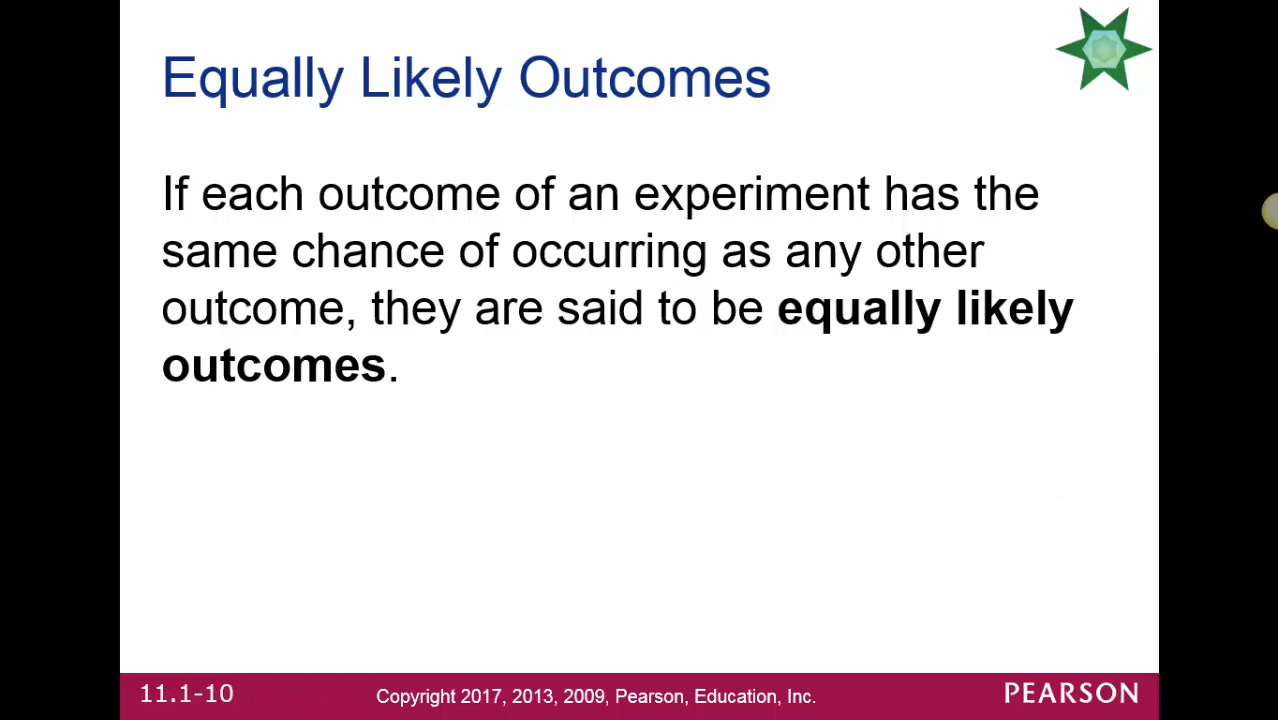 Equally Likely Outcomes
If each outcome of an experiment has the
same chance of occurring as any other
outcome, they are said to be equally likely
outcomes.
11.1-10
Copyright 2017, 2013, 2009, Pearson, Education, Inc.
PEARSON